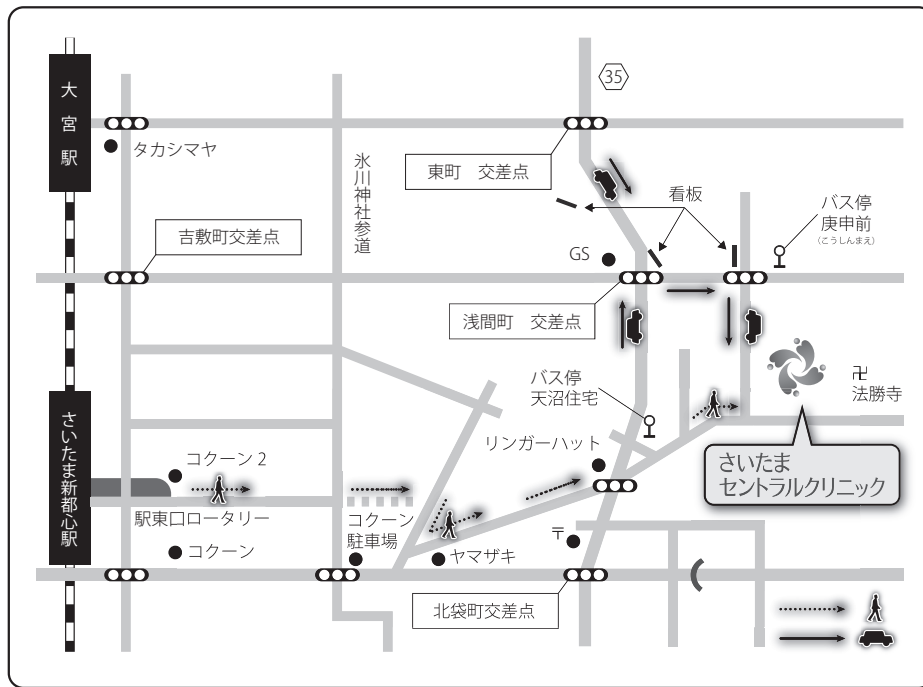 大宮駅
35
タカシマヤ
東町　交差点
氷川神社参道
看板
バス停
庚申前
(こうしんまえ)
吉敷町交差点
GS
浅間町　交差点
バス停
天沼住宅
卍
法勝寺
さいたま新都心駅
コクーン2
リンガーハット
さいたま
セントラルクリニック
駅東口ロータリー
コクーン
駐車場
〒
コクーン
ヤマザキ
北袋町交差点